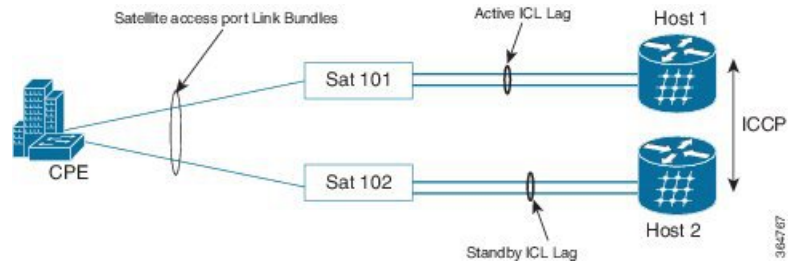 Satellite access port Link Bundles
Active ICL Lag
Host 1
Sat 101
ICCP
CPE
Sat 102
Host 2
Standby ICL Lag
364767